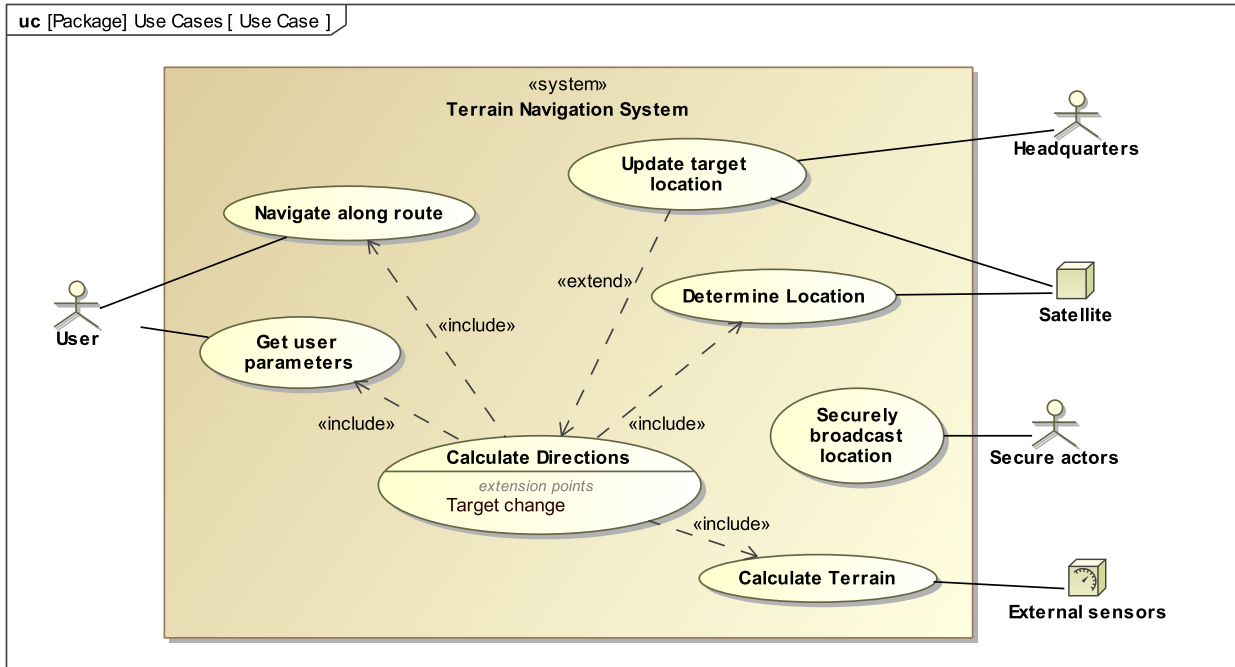 uc [Package] Use Cases [ Use Case ]
«system»
Terrain Navigation System
Headquarters
Update target
location
Navigate along route
«extend»
Determine Location
Satellite
User
«include»
Get user
parameters
«include»
«include»
Securely
broadcast
location
Secure actors
Calculate Directions
extension points
Target change
«include»
Calculate Terrain
External sensors